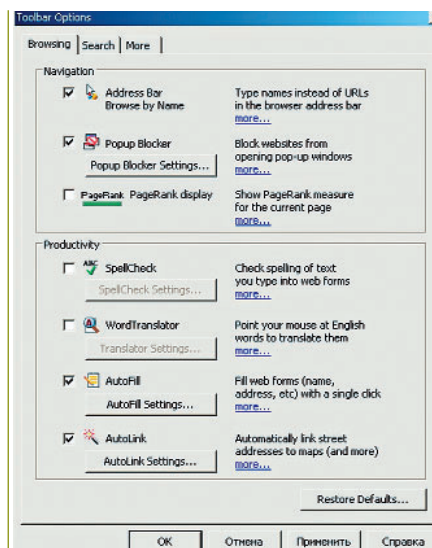 Toolbar Options
Browsing Search More
Navigation
Address Bar
Browse by Name
Type names instead of URLs
in the browser address bar
more...
Popup Blocker
Popup Blocker Settings...
Block websites from
opening pop-up windows
more...
PageRank PageRank display
Show PageRank measure
for the current page
more...
Productivity
ABC SpellCheck
SpellCheck Settings...
Check spelling of text
you type into web forms
more...
WordTranslator
Translator Settings...
Point your mouse at English
words to translate them
more...
AutoFill
AutoFill Settings...
Fill web forms (name,
address, etc) with a single click
more...
AutoLink
AutoLink Settings...
Automatically link street
addresses to maps (and more)
more...
Restore Defaults...
OK Отмена Применить Справка